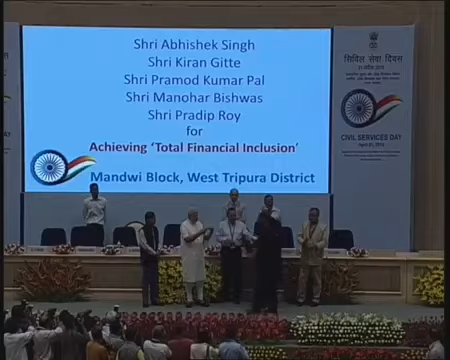 Shri Abhishek Singh
Shri Kiran Gitte
Shri Pramod Kumar Pal
Shri Manohar Bishwas
Shri Pradip Roy
for
Achieving ‘Total Financial Inclusion’
Mandwi Block, West Tripura District
सिविल सेवा दिवस
CIVIL SERVICES DAY